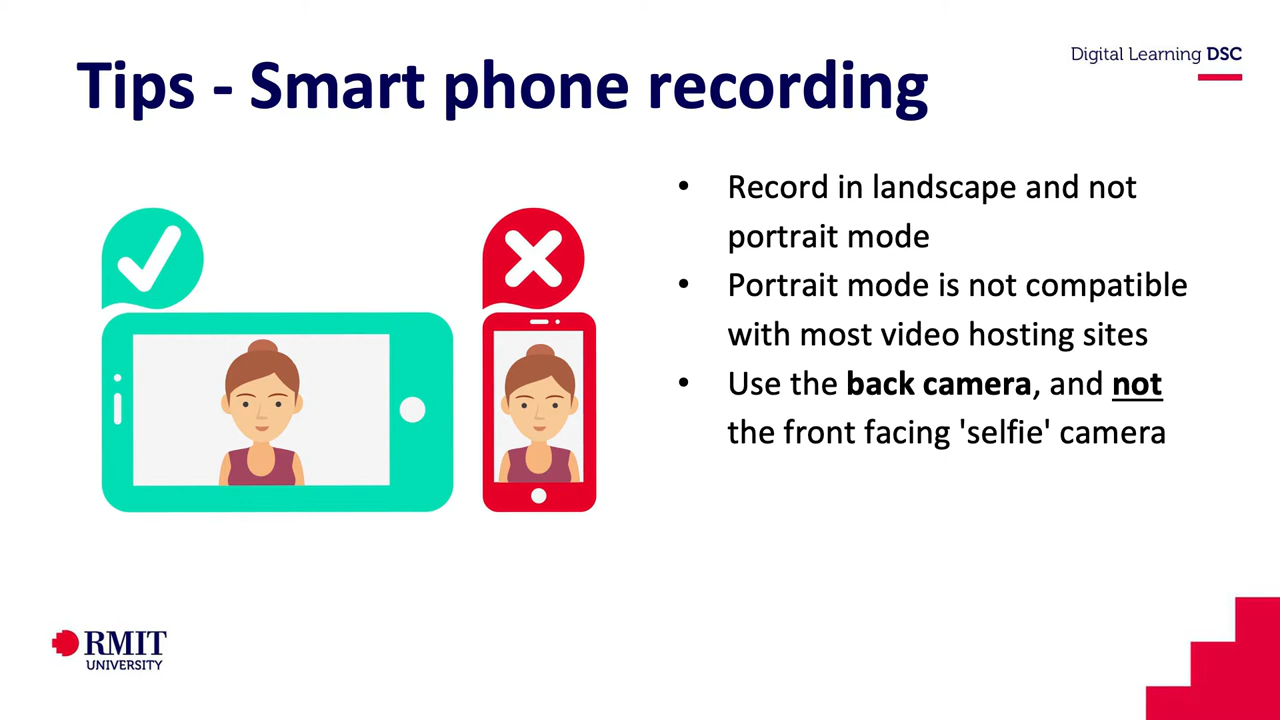 Tips - Smart phone recording
Digital Learning DSC
• Record in landscape and not
portrait mode
• Portrait mode is not compatible
with most video hosting sites
• Use the back camera, and not
the front facing 'selfie' camera
RMIT
UNIVERSITY